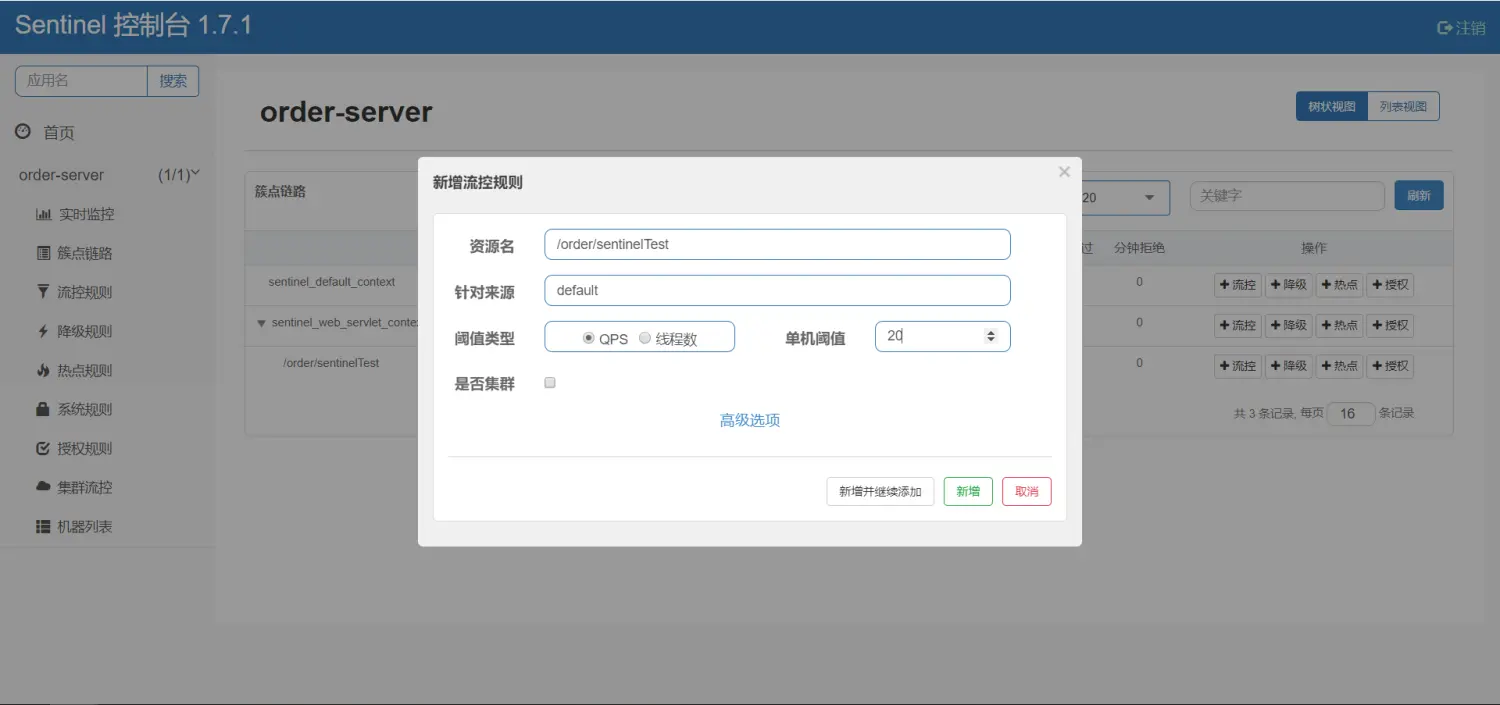 Sentinel 控制台 1.7.1
注销
应用名 搜索
首页
order-server (1/1)
实时监控
簇点链路
流控规则
降级规则
热点规则
系统规则
授权规则
集群流控
机器列表
order-server
树状视图 列表视图
簇点链路
20 关键字 刷新
过 分钟拒绝 操作
sentinel_default_context 0 流控 降级 热点 授权
sentinel_web_servlet_conte 0 流控 降级 热点 授权
/order/sentinelTest 0 流控 降级 热点 授权
共 3 条记录, 每页 16 条记录
新增流控规则
×
资源名 /order/sentinelTest
针对来源 default
阈值类型 QPS 线程数 单机阈值 20
是否集群
高级选项
新增并继续添加 新增 取消